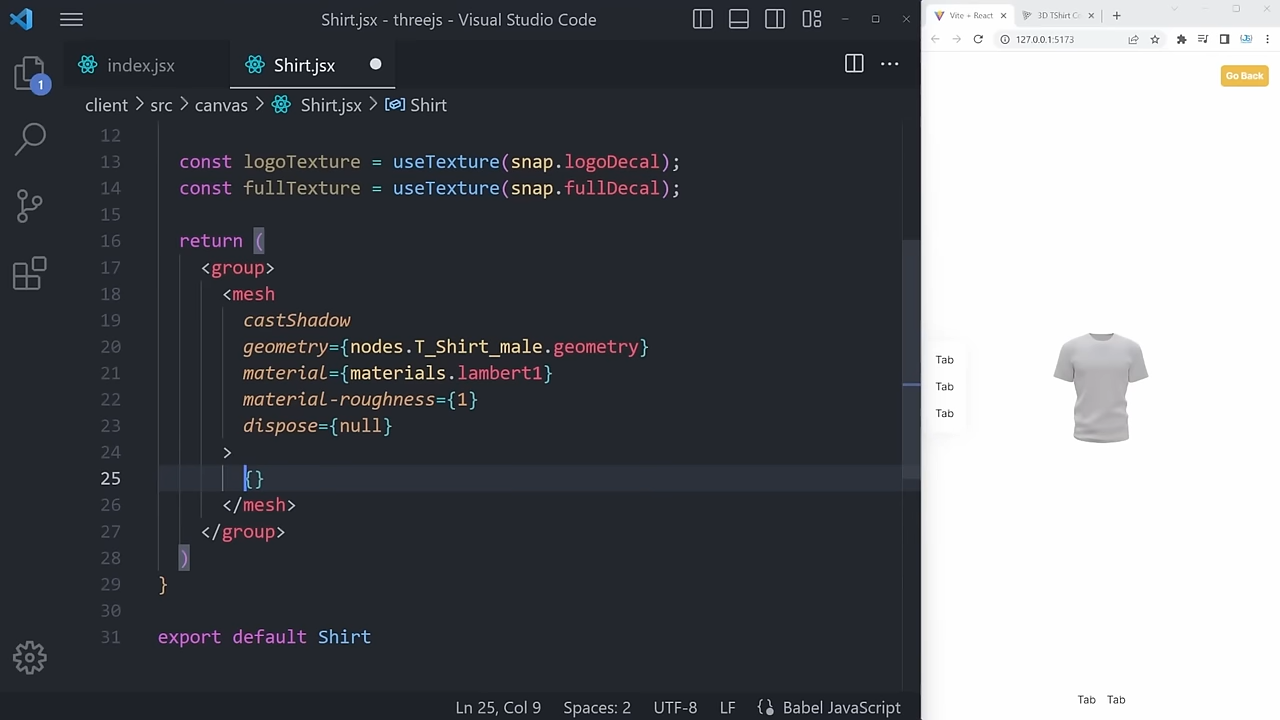 Shirt.jsx - threejs - Visual Studio Code
index.jsx
Shirt.jsx
1
client > src > canvas > Shirt.jsx > Shirt
12
13 const logoTexture = useTexture(snap.logoDecal);
14 const fullTexture = useTexture(snap.fullDecal);
15
16 return (
17 <group>
18 <mesh
19 castShadow
20 geometry={nodes.T_Shirt_male.geometry}
21 material={materials.lambert1}
22 material-roughness={1}
23 dispose={null}
24 >
25 {}
26 </mesh>
27 </group>
28 )
29 }
30
31 export default Shirt
Ln 25, Col 9 Spaces: 2 UTF-8 LF Babel JavaScript
Vite + React
3D TShirt C
127.0.0.1:5173
Go Back
Tab
Tab
Tab
Tab Tab